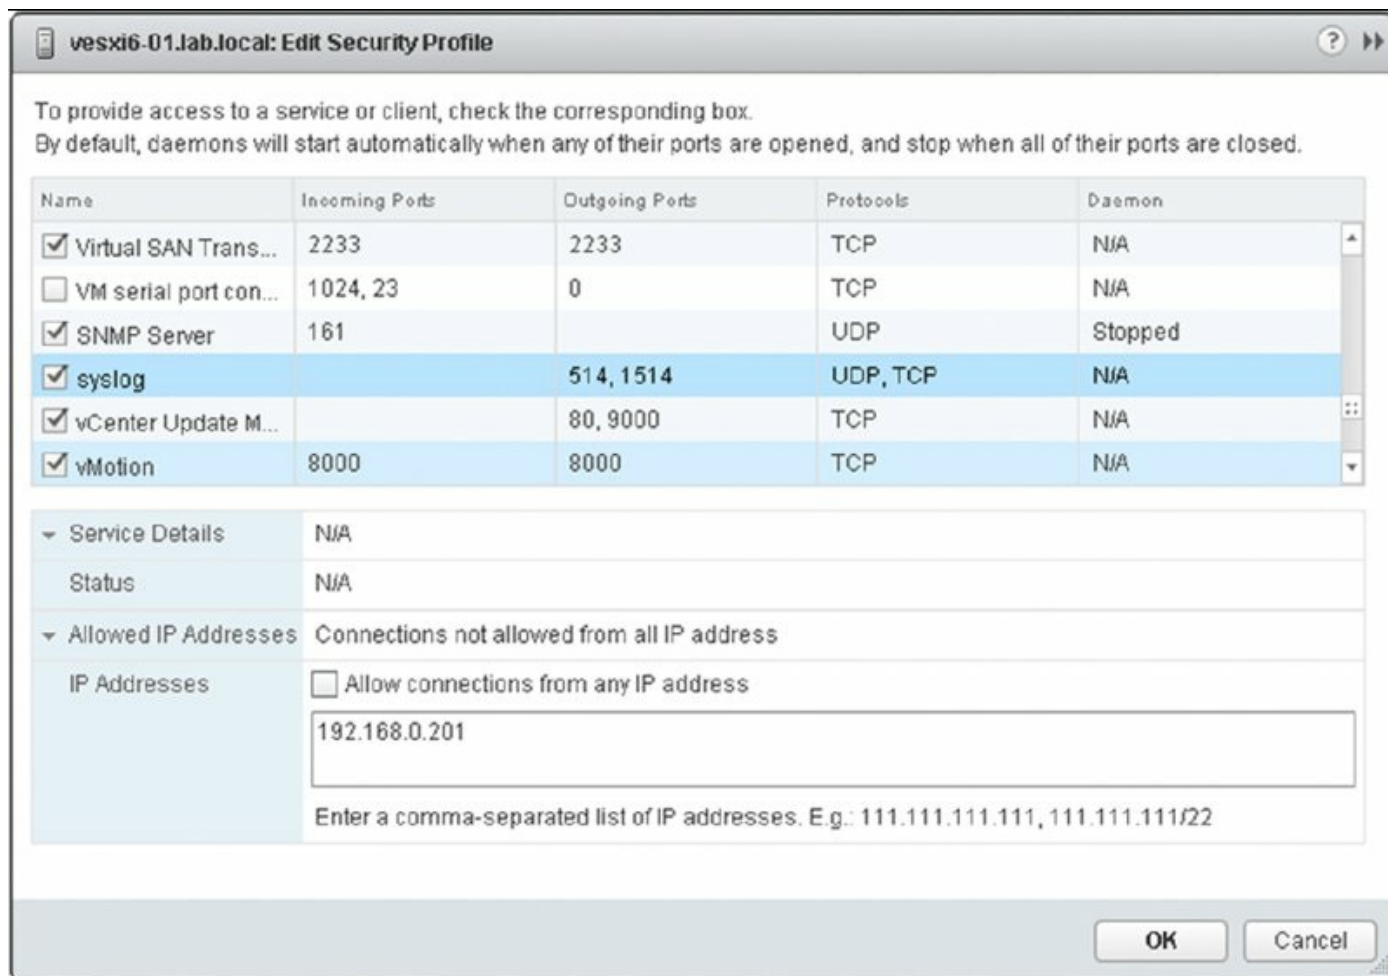 vesxi6-01.lab.local: Edit Security Profile
To provide access to a service or client, check the corresponding box.
By default, daemons will start automatically when any of their ports are opened, and stop when all of their ports are closed.
Name Incoming Ports Outgoing Ports Protocols Daemon
Virtual SAN Trans... 2233 2233 TCP N/A
VM serial port con... 1024, 23 0 TCP N/A
SNMP Server 161 UDP Stopped
syslog 514, 1514 UDP, TCP N/A
vCenter Update M... 80, 9000 TCP N/A
vMotion 8000 8000 TCP N/A
Service Details N/A
Status N/A
Allowed IP Addresses Connections not allowed from all IP address
IP Addresses Allow connections from any IP address
192.168.0.201
Enter a comma-separated list of IP addresses. E.g.: 111.111.111.111, 111.111.111/22
OK Cancel